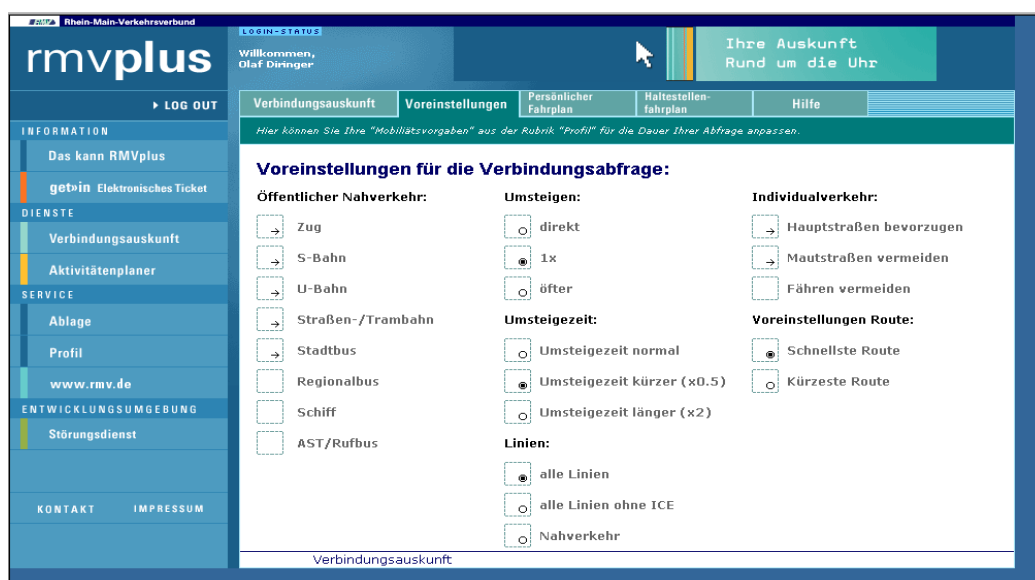 Rhein-Main-Verkehrsverbund
rmvplus
LOGIN-STATUS
Willkommen,
Olaf Diringer
Ihre Auskunft
Rund um die Uhr
LOG OUT
Verbindungsauskunft
Voreinstellungen
Persönlicher
Fahrplan
Haltestellen-
fahrplan
Hilfe
Hier können Sie Ihre "Mobiliätsvorgaben" aus der Rubrik "Profil" für die Dauer Ihrer Abfrage anpassen.
INFORMATION
Das kann RMVplus
get»in Elektronisches Ticket
DIENSTE
Verbindungsauskunft
Aktivitätenplaner
SERVICE
Ablage
Profil
www.rmv.de
ENTWICKLUNGSUMGEBUNG
Störungsdienst
KONTAKT IMPRESSUM
Voreinstellungen für die Verbindungsabfrage:
Öffentlicher Nahverkehr:
Zug
S-Bahn
U-Bahn
Straßen-/Trambahn
Stadtbus
Regionalbus
Schiff
AST/Rufbus
Umsteigen:
direkt
1x
öfter
Umsteigezeit:
Umsteigezeit normal
Umsteigezeit kürzer (x0.5)
Umsteigezeit länger (x2)
Linien:
alle Linien
alle Linien ohne ICE
Nahverkehr
Individualverkehr:
Hauptstraßen bevorzugen
Mautstraßen vermeiden
Fähren vermeiden
Voreinstellungen Route:
Schnellste Route
Kürzeste Route
Verbindungsauskunft